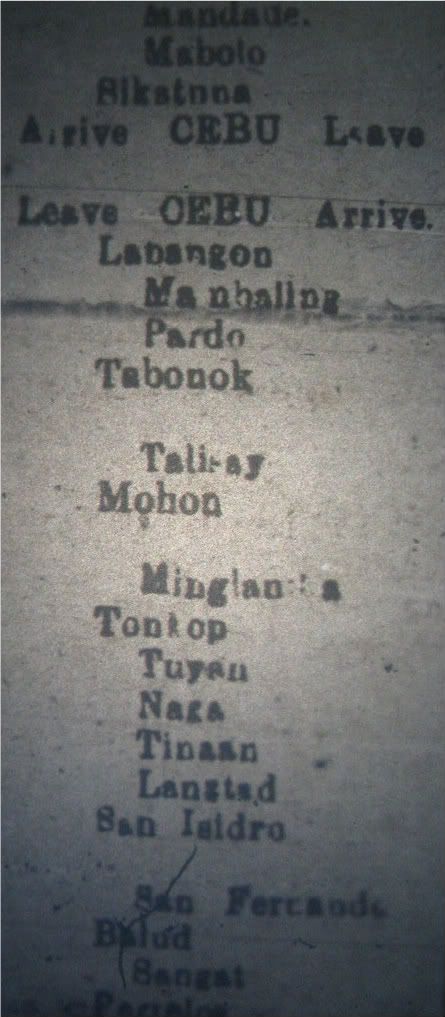 Mandaue.
Mabolo
Sikatuna
Arrive CEBU Leave
Leave CEBU Arrive.
Labangon
Mambaling
Pardo
Tabonok
Talisay
Mohon
Minglanilla
Tonkop
Tuyan
Naga
Tinaan
Langtad
San Isidro
San Fernando
Balud
Sangat